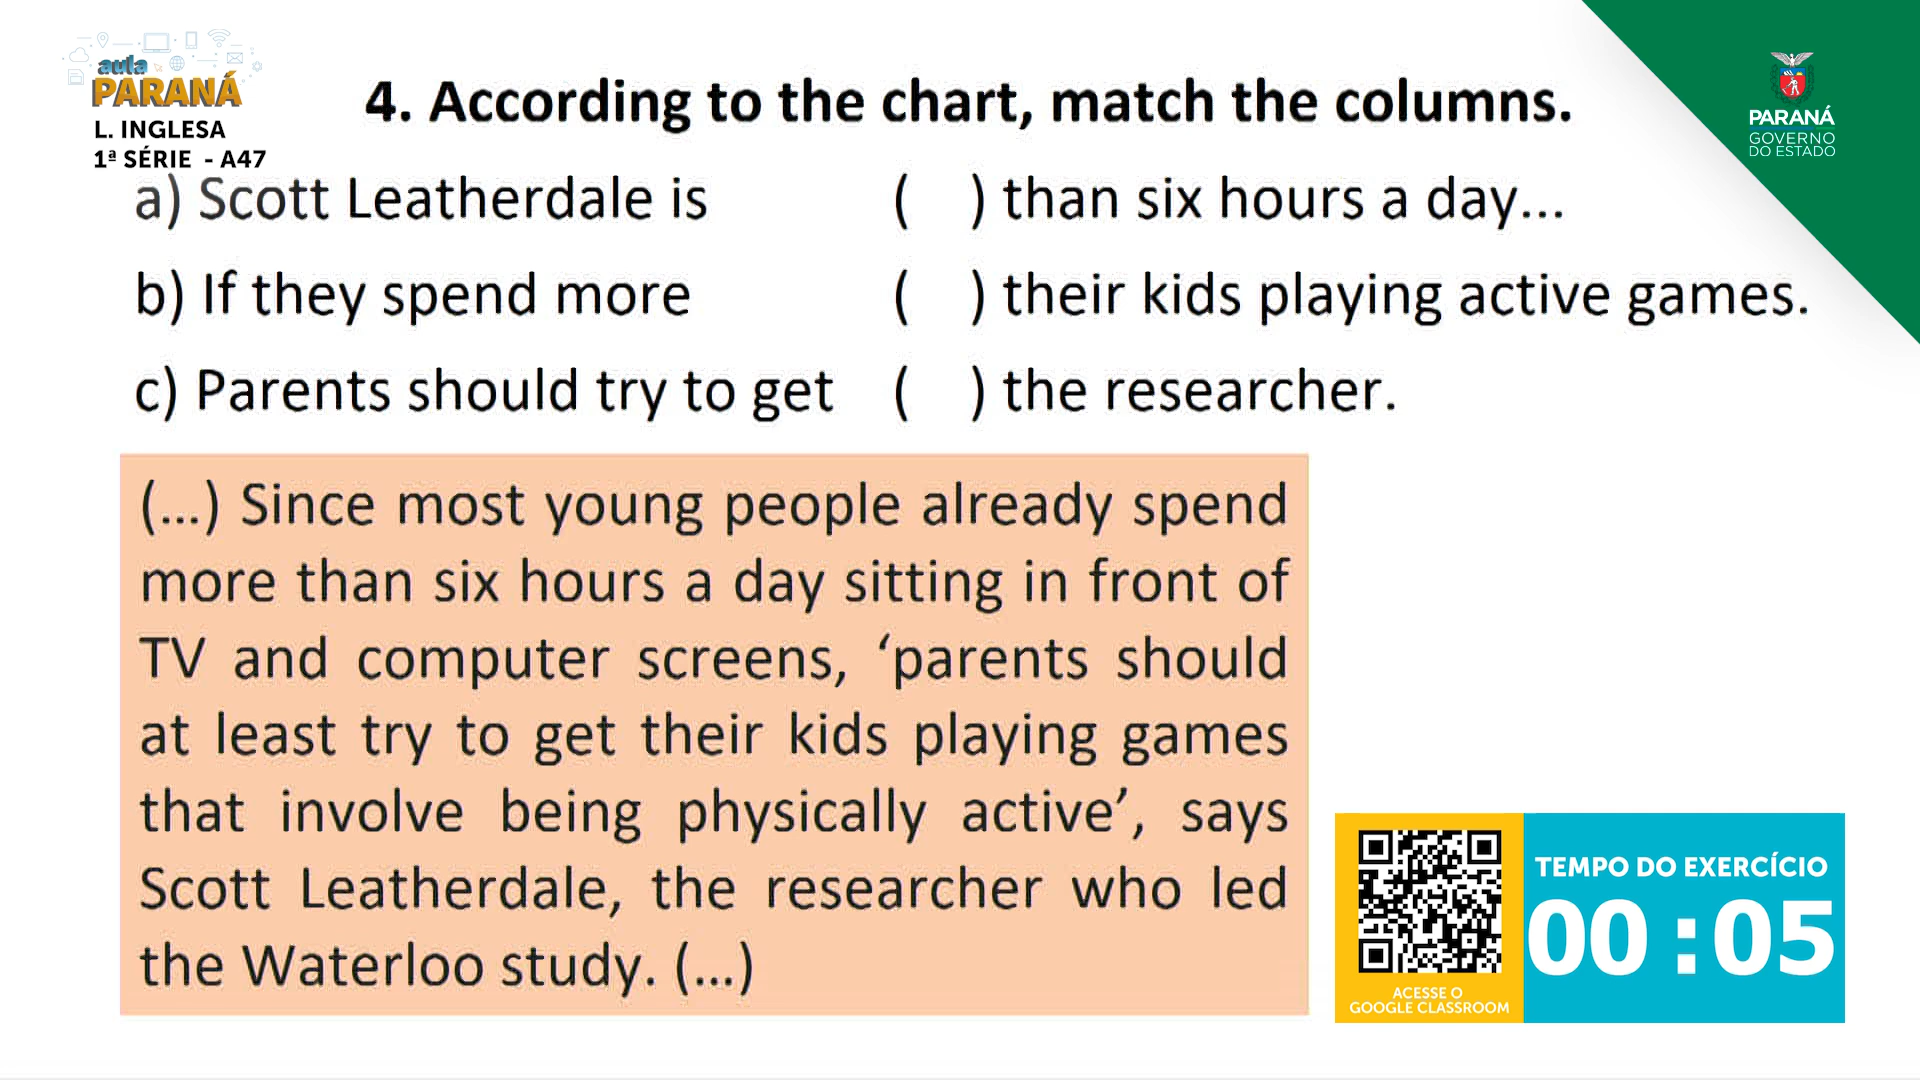 aula
PARANÁ
L. INGLESA
1ª SÉRIE - A47
4. According to the chart, match the columns.
PARANÁ
GOVERNO
DO ESTADO
a) Scott Leatherdale is ( ) than six hours a day...
b) If they spend more ( ) their kids playing active games.
c) Parents should try to get ( ) the researcher.
(...) Since most young people already spend
more than six hours a day sitting in front of
TV and computer screens, ‘parents should
at least try to get their kids playing games
that involve being physically active’, says
Scott Leatherdale, the researcher who led
the Waterloo study. (...)
ACESSE O
GOOGLE CLASSROOM
TEMPO DO EXERCÍCIO
00 :05